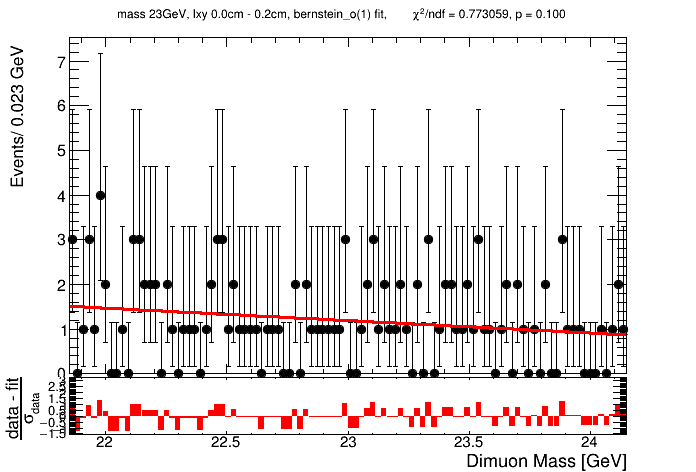 mass 23GeV, lxy 0.0cm - 0.2cm, bernstein_o(1) fit, χ²/ndf = 0.773059, p = 0.100
Events/ 0.023 GeV
7
6
5
4
3
2
1
0
data - fit
σdata
22
22.5
23
23.5
24
Dimuon Mass [GeV]